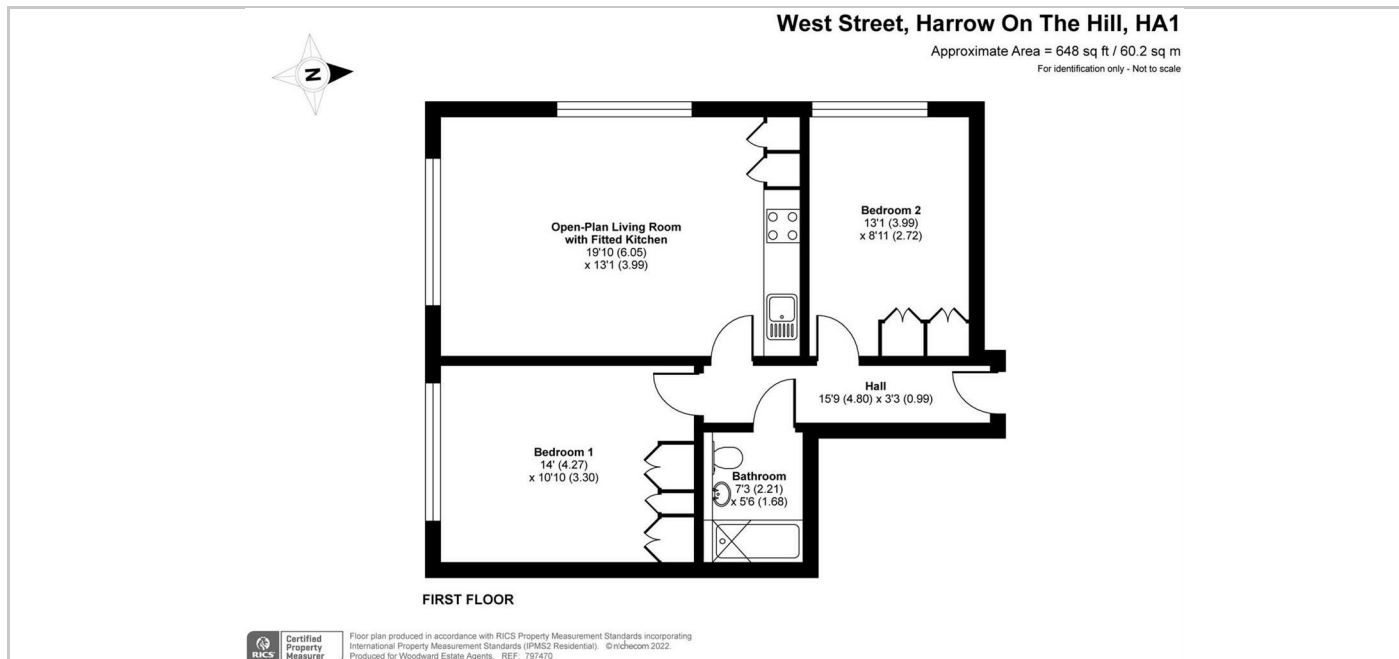 West Street, Harrow On The Hill, HA1
Approximate Area = 648 sq ft / 60.2 sq m
For identification only - Not to scale
N
Open-Plan Living Room
with Fitted Kitchen
19'10 (6.05)
x 13'1 (3.99)
Bedroom 2
13'1 (3.99)
x 8'11 (2.72)
Hall
15'9 (4.80) x 3'3 (0.99)
Bedroom 1
14' (4.27)
x 10'10 (3.30)
Bathroom
7'3 (2.21)
x 5'6 (1.68)
FIRST FLOOR
RICS
Certified
Property
Measurer
Floor plan produced in accordance with RICS Property Measurement Standards incorporating
International Property Measurement Standards (IPMS2 Residential). ©nichecom 2022.
Produced for Woodward Estate Agents. REF: 797470